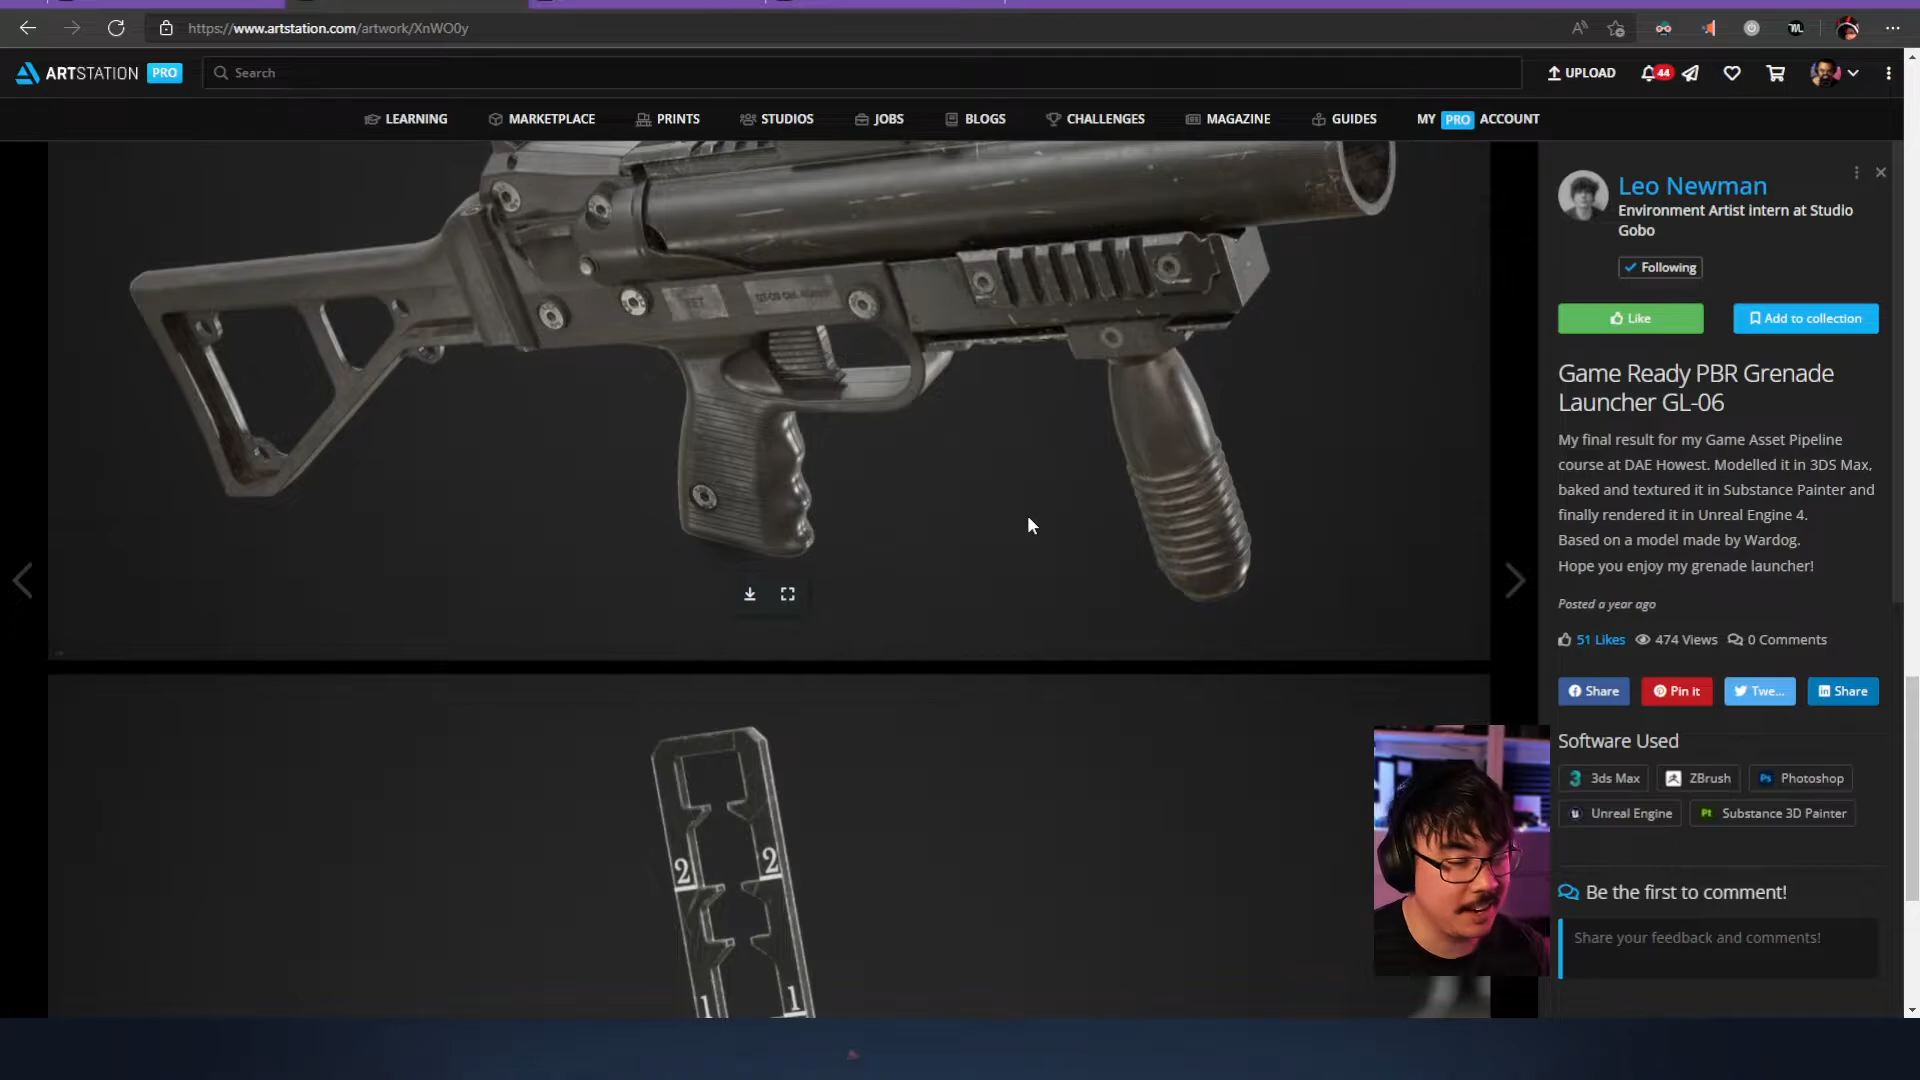 https://www.artstation.com/artwork/XnWO0y
ARTSTATION PRO
Search
UPLOAD
44
LEARNING
MARKETPLACE
PRINTS
STUDIOS
JOBS
BLOGS
CHALLENGES
MAGAZINE
GUIDES
MY PRO ACCOUNT
Leo Newman
Environment Artist intern at Studio
Gobo
Following
Like
Add to collection
Game Ready PBR Grenade
Launcher GL-06
My final result for my Game Asset Pipeline
course at DAE Howest. Modelled it in 3DS Max,
baked and textured it in Substance Painter and
finally rendered it in Unreal Engine 4.
Based on a model made by Wardog.
Hope you enjoy my grenade launcher!
Posted a year ago
51 Likes 474 Views 0 Comments
Share Pin it Twe... Share
Software Used
3ds Max ZBrush Photoshop
Unreal Engine Substance 3D Painter
Be the first to comment!
Share your feedback and comments!
2 2
1 1